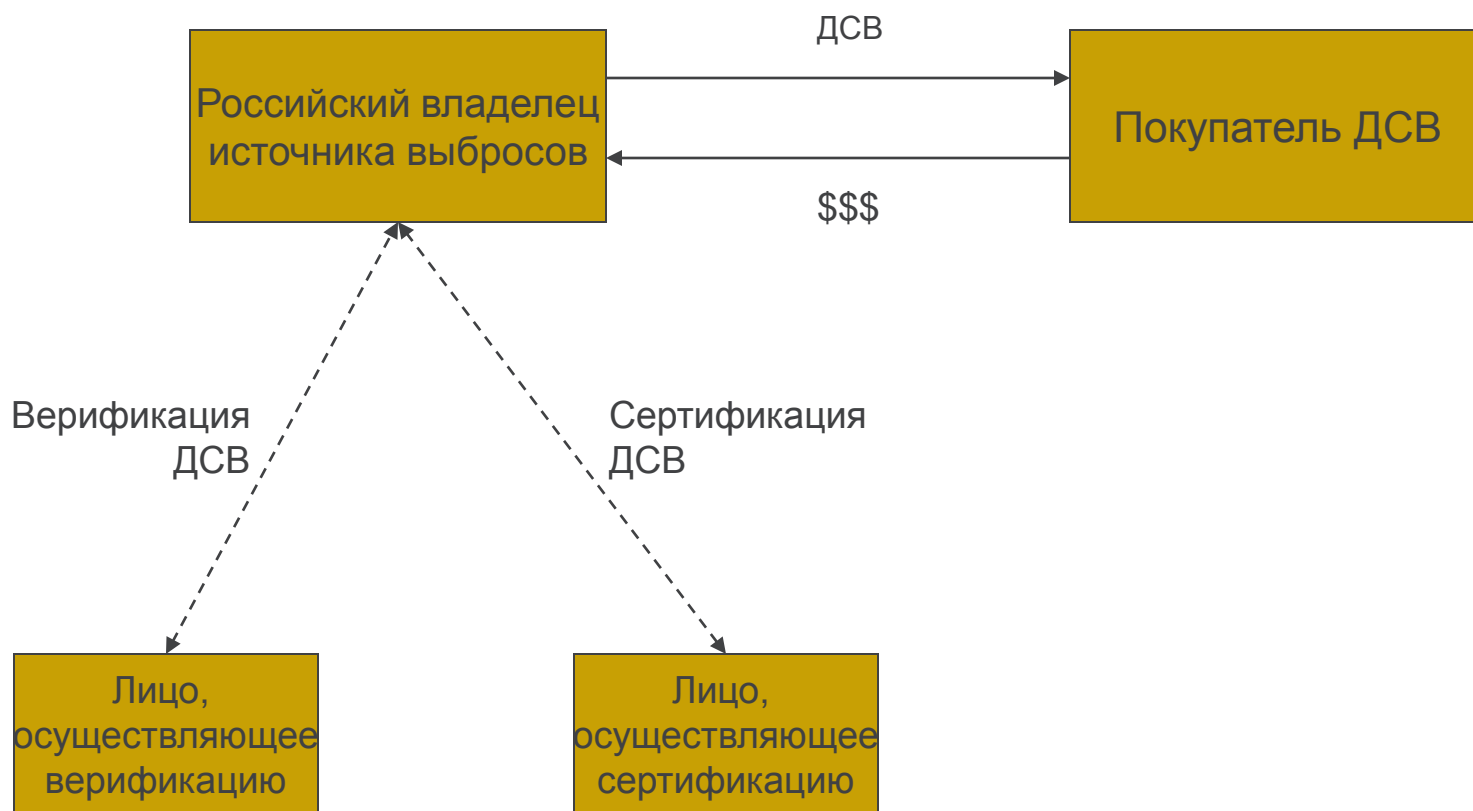 ДСВ
Российский владелец
источника выбросов
Покупатель ДСВ
$$$
Верификация
ДСВ
Сертификация
ДСВ
Лицо,
осуществляющее
верификацию
Лицо,
осуществляющее
сертификацию